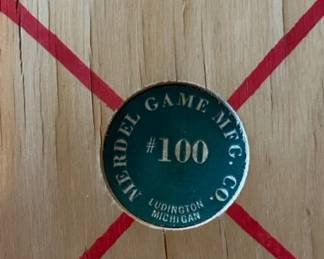 MERDEL GAME MFG. CO.
#100
LUDINGTON
MICHIGAN